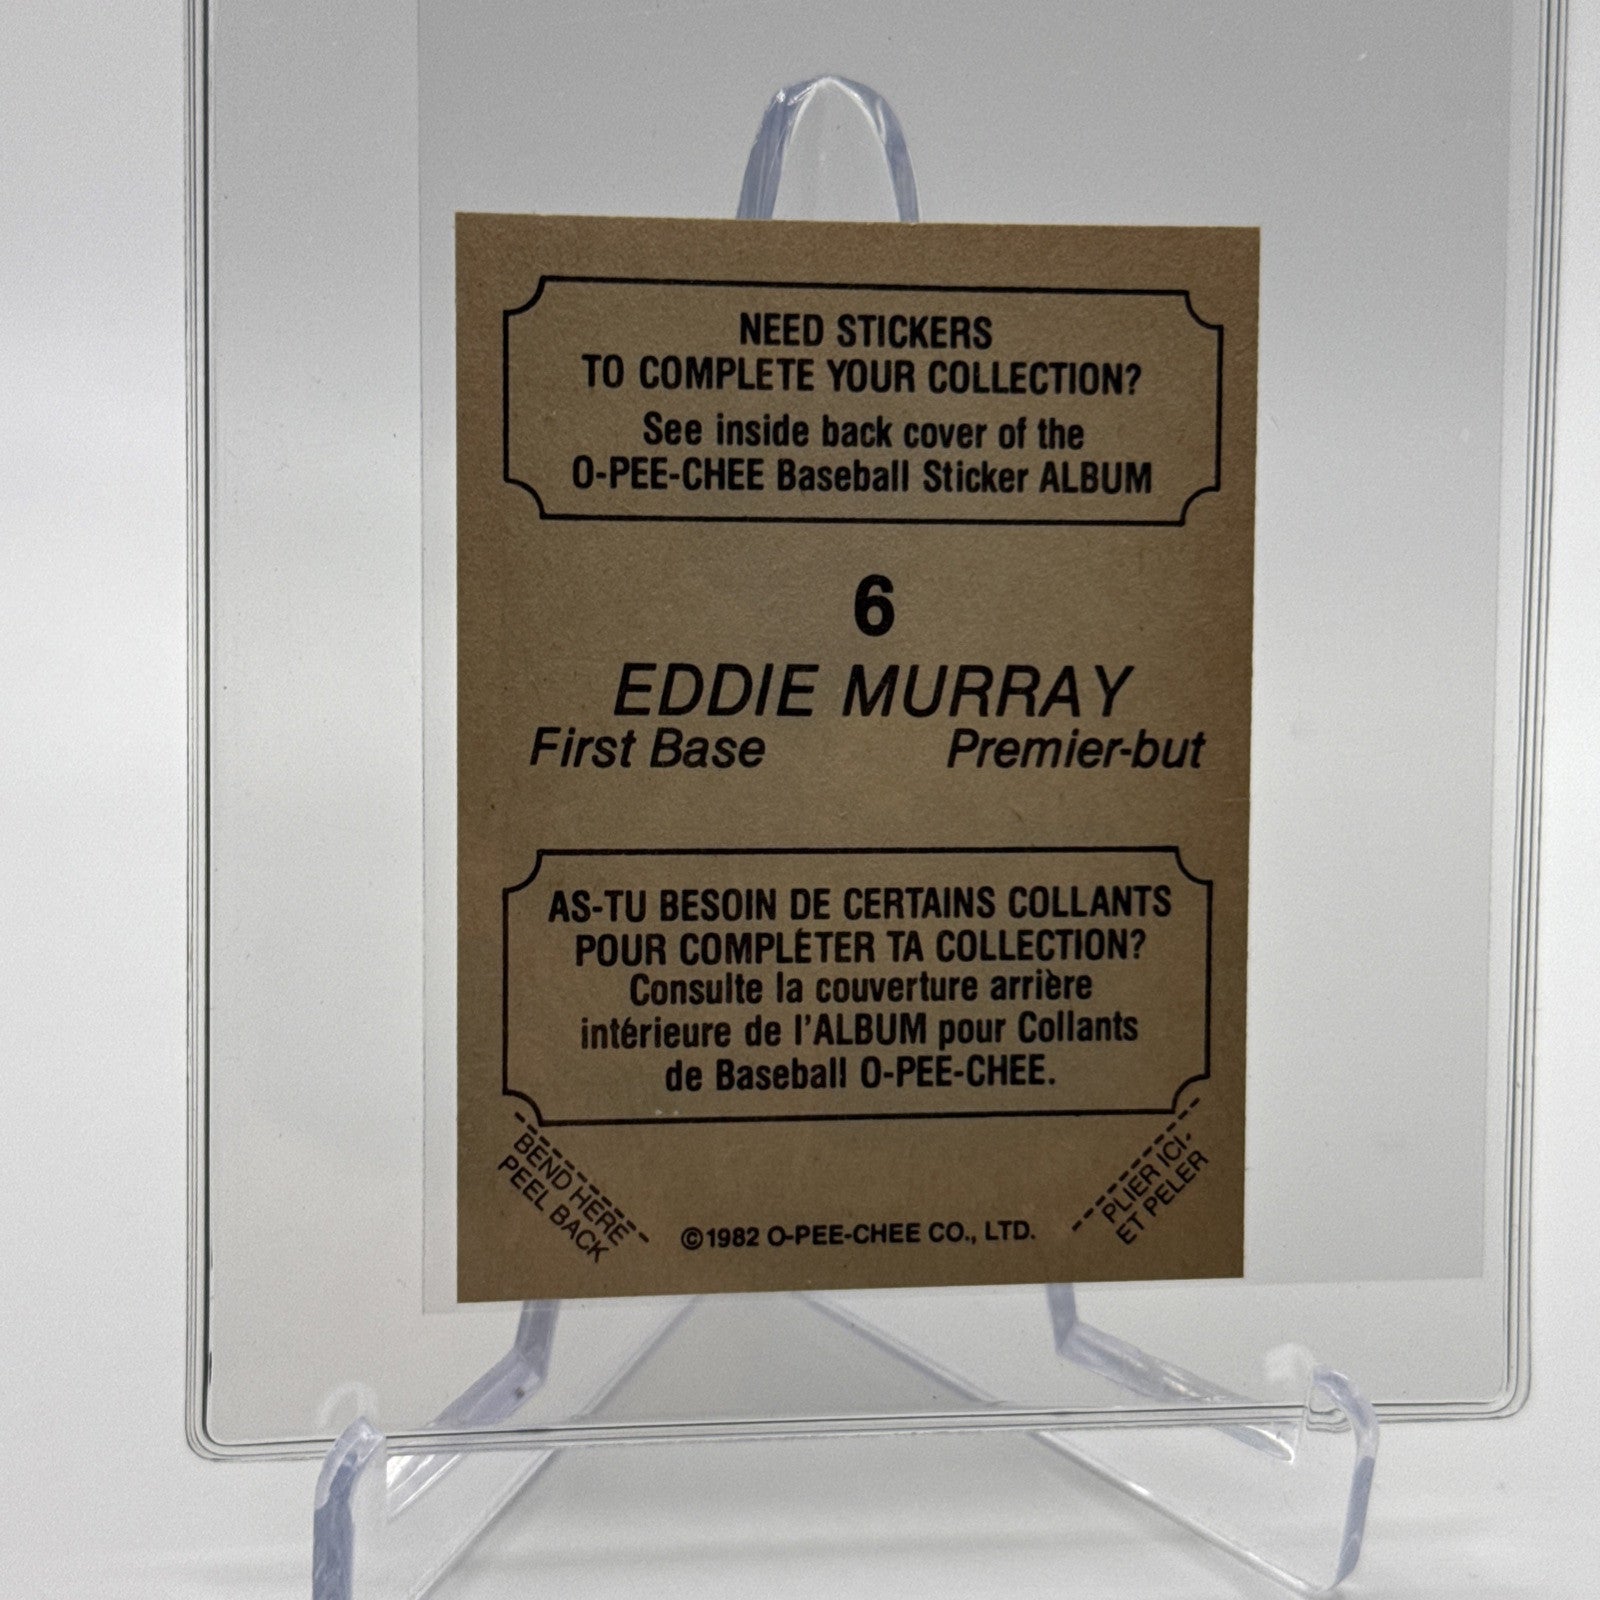 NEED STICKERS
TO COMPLETE YOUR COLLECTION?
See inside back cover of the
O-PEE-CHEE Baseball Sticker ALBUM
6
EDDIE MURRAY
First Base Premier-but
AS-TU BESOIN DE CERTAINS COLLANTS
POUR COMPLÉTER TA COLLECTION?
Consulte la couverture arrière
intérieure de l'ALBUM pour Collants
de Baseball O-PEE-CHEE.
BEND HERE
PEEL BACK
©1982 O-PEE-CHEE CO., LTD.
PLIER ICI.
ET PELER